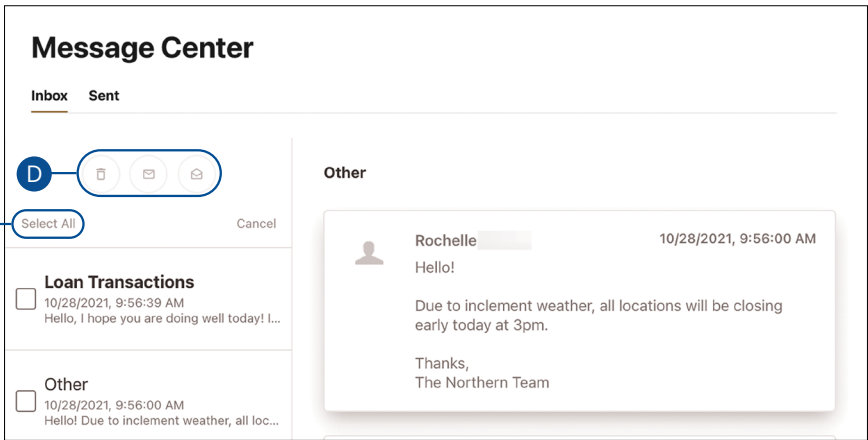 Message Center
Inbox Sent
D
Select All Cancel
Loan Transactions
10/28/2021, 9:56:39 AM
Hello, I hope you are doing well today! I...
Other
10/28/2021, 9:56:00 AM
Hello! Due to inclement weather, all loc...
Other
Rochelle 10/28/2021, 9:56:00 AM
Hello!
Due to inclement weather, all locations will be closing
early today at 3pm.
Thanks,
The Northern Team